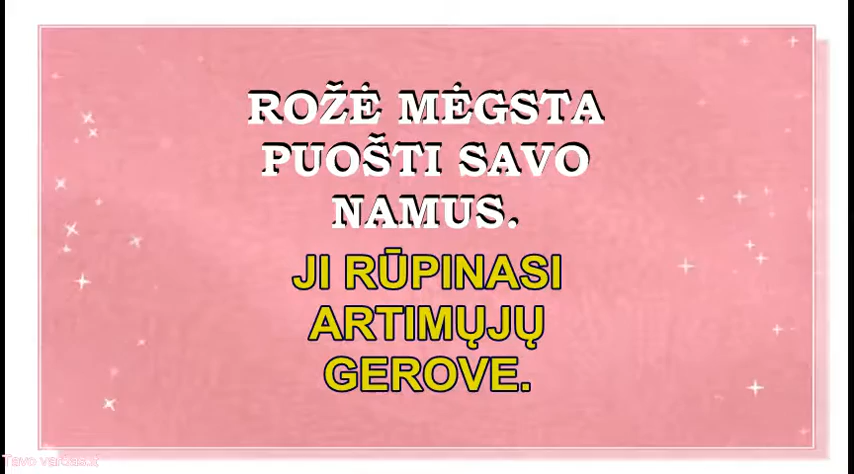 ROŽĖ MĖGSTA
PUOŠTI SAVO
NAMUS.
JI RŪPINASI
ARTIMŲJŲ
GEROVE.